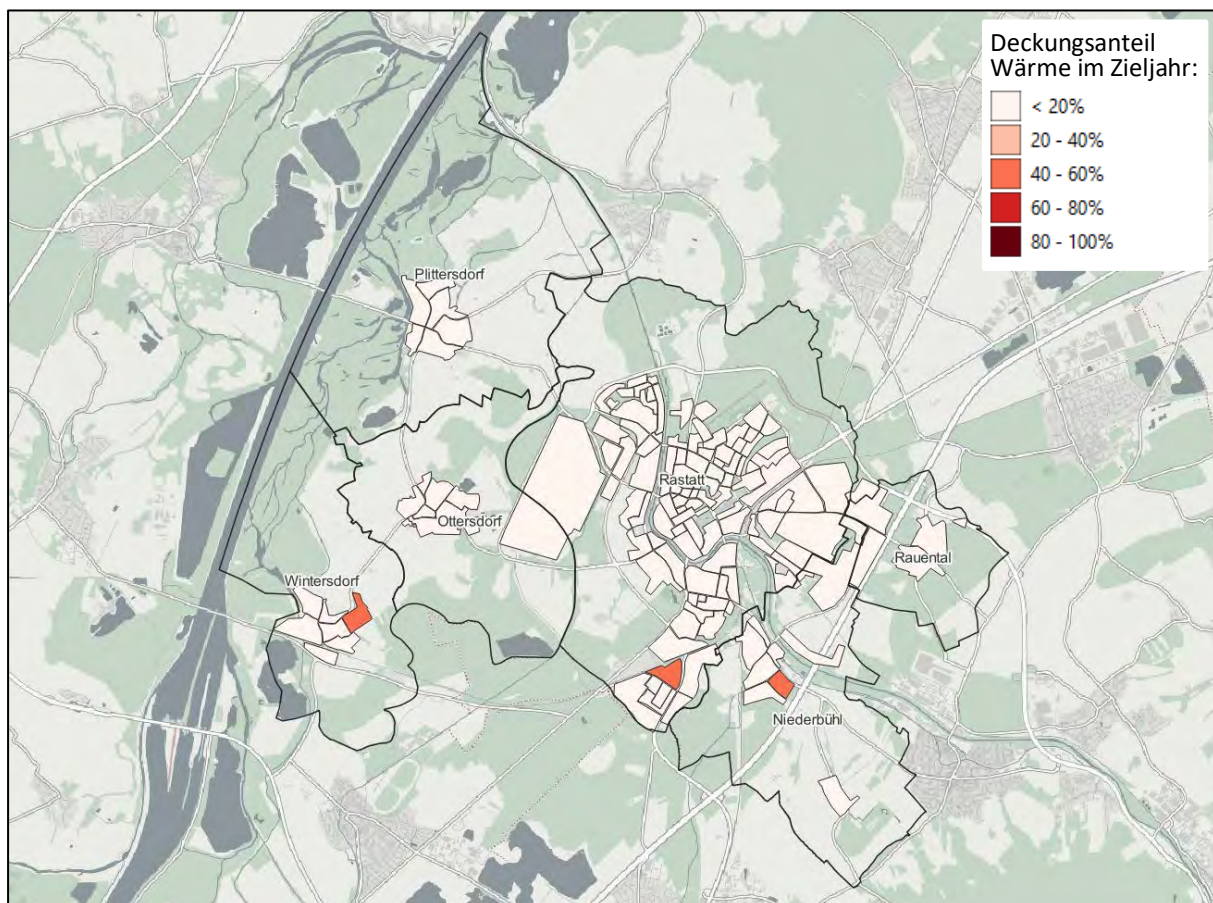 Deckungsanteil
Wärme im Zieljahr:
< 20%
20 - 40%
40 - 60%
60 - 80%
80 - 100%
Plittersdorf
Rastatt
Ottersdorf
Rauental
Wintersdorf
Niederbühl